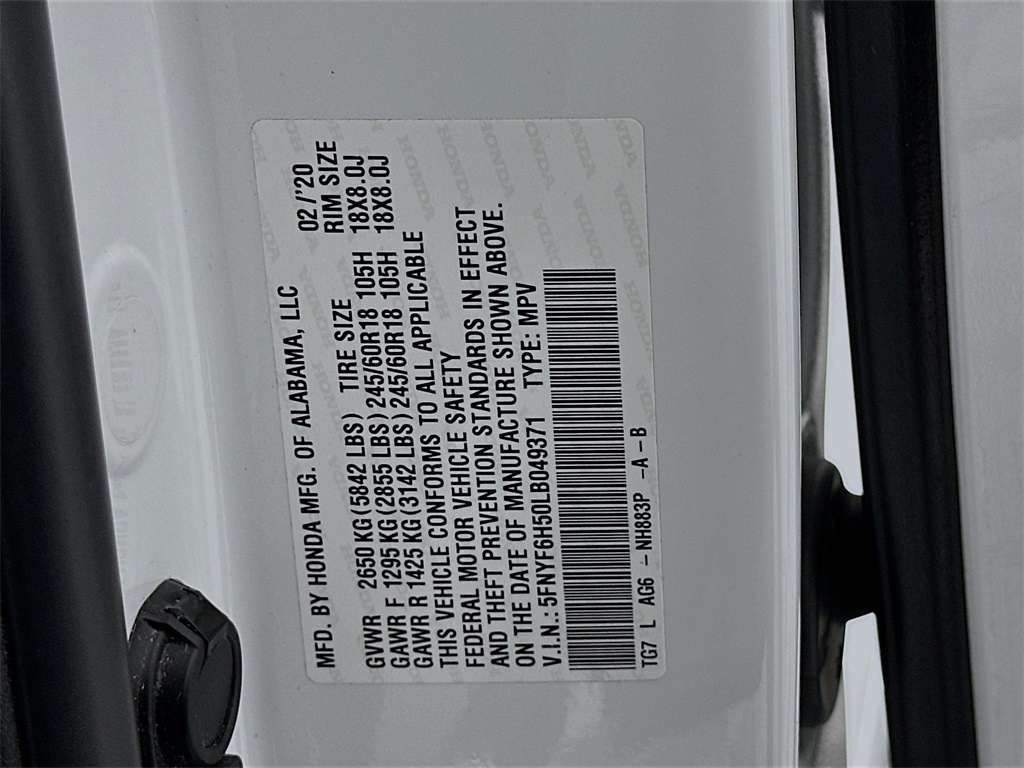 MFD. BY HONDA MFG. OF ALABAMA, LLC 02/'20
GVWR 2650 KG (5842 LBS) TIRE SIZE RIM SIZE
GAWR F 1295 KG (2855 LBS) 245/60R18 105H 18X8.0J
GAWR R 1425 KG (3142 LBS) 245/60R18 105H 18X8.0J
THIS VEHICLE CONFORMS TO ALL APPLICABLE
FEDERAL MOTOR VEHICLE SAFETY
AND THEFT PREVENTION STANDARDS IN EFFECT
ON THE DATE OF MANUFACTURE SHOWN ABOVE.
V.I.N.: 5FNYF6H50LB049371 TYPE: MPV
TG7 L AG6 - NH883P -A -B